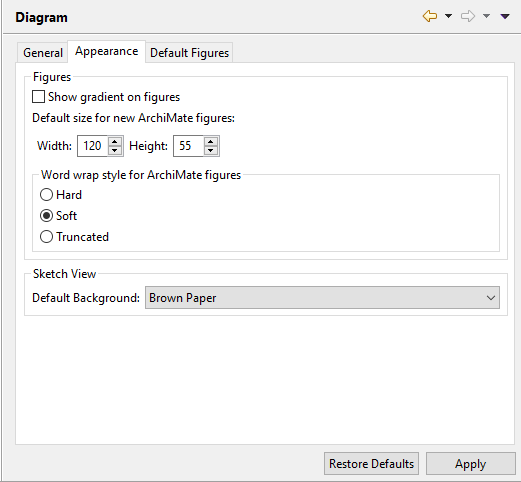 Diagram
General Appearance Default Figures
Figures
Show gradient on figures
Default size for new ArchiMate figures:
Width: 120 Height: 55
Word wrap style for ArchiMate figures
Hard
Soft
Truncated
Sketch View
Default Background: Brown Paper
Restore Defaults Apply